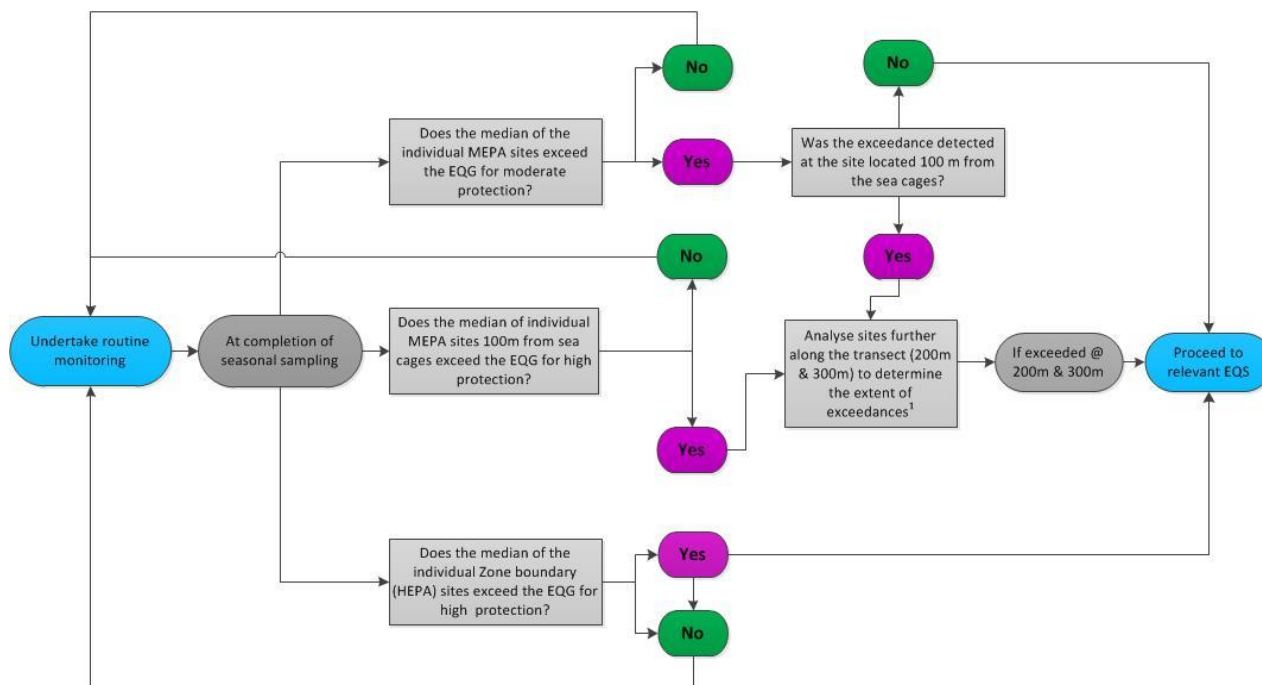 No
No
Does the median of the
individual MEPA sites exceed
the EQG for moderate
protection?
Yes
Was the exceedance detected
at the site located 100 m from
the sea cages?
No
Yes
Undertake routine
monitoring
At completion of
seasonal sampling
Does the median of individual
MEPA sites 100m from sea
cages exceed the EQG for high
protection?
Analyse sites further
along the transect (200m
& 300m) to determine
the extent of
exceedances¹
If exceeded @
200m & 300m
Proceed to
relevant EQS
Yes
Does the median of the
individual Zone boundary
(HEPA) sites exceed the EQG for
high  protection?
Yes
No